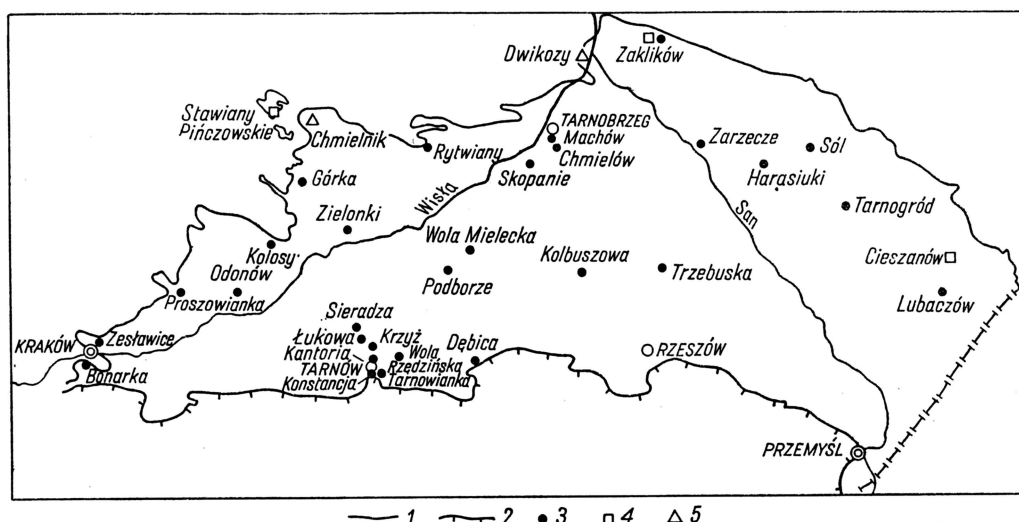 Dwikozy
Zaklików
Stawiany
Pińczowskie
Chmielnik
TARNOBRZEG
Machów
Chmielów
Rytwiany
Skopanie
Zarzecze
Sól
Harasiuki
Górka
Wisła
San
Tarnogród
Zielonki
Wola Mielecka
Kolbuszowa
Kolosy
Odonów
Podborze
Trzebuska
Cieszanów
Proszowianka
Lubaczów
Sieradza
Zesławice
Łukowa
Krzyż
Dębica
KRAKÓW
Kantoria
Wola
RZESZÓW
TARNÓW
Rzędzińska
Bonarka
Konstancja
Tarnowianka
PRZEMYŚL
1 2 3 4 5